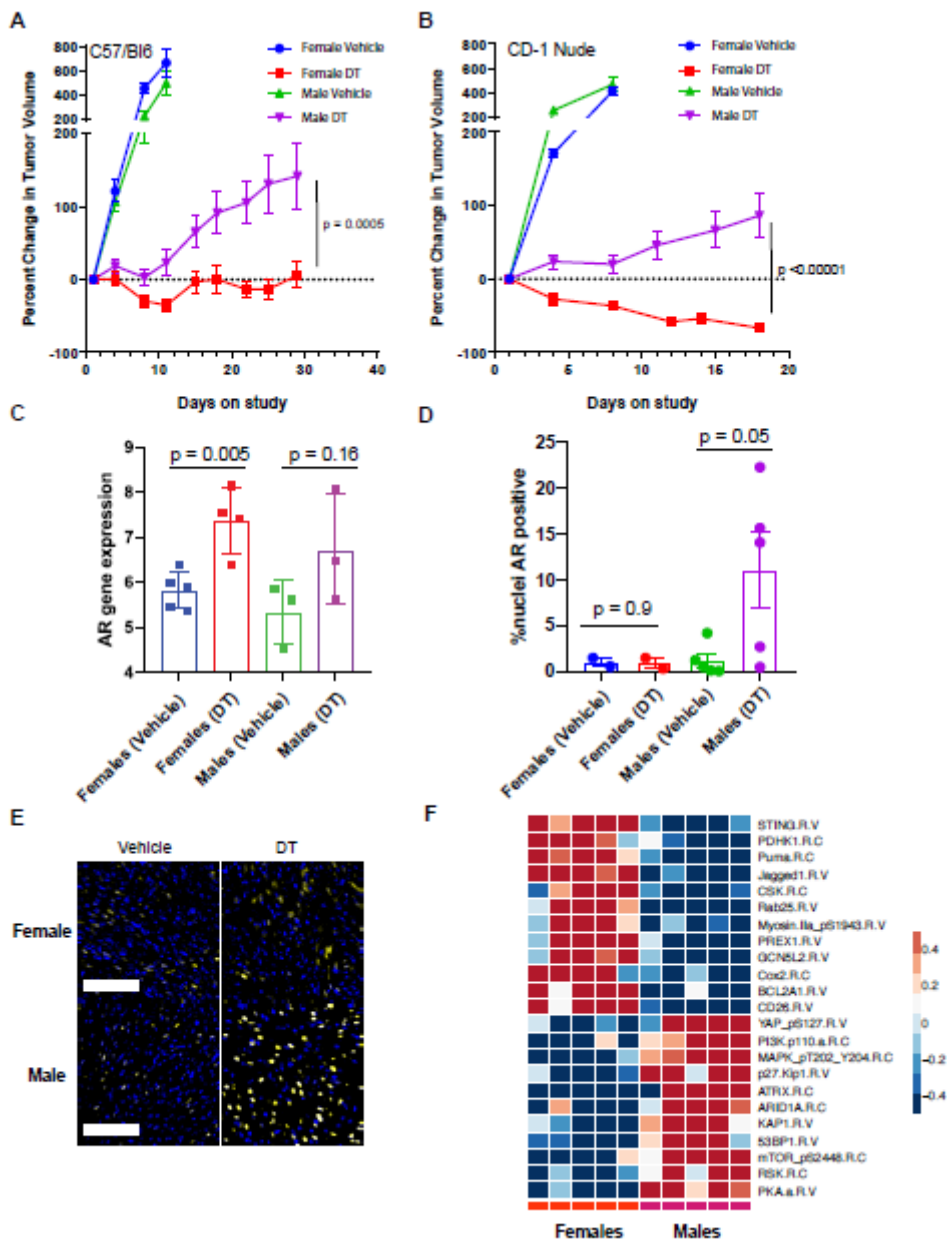 A
C57/Bl6
800
600
400
200
200
100
0
-100
0
10
20
30
40
Percent Change in Tumor Volume
Days on study
Female Vehicle
Female DT
Male Vehicle
Male DT
p = 0.0005
B
CD-1 Nude
800
600
400
200
200
100
0
-100
0
5
10
15
20
Percent Change in Tumor Volume
Days on study
Female Vehicle
Female DT
Male Vehicle
Male DT
p <0.00001
C
p = 0.005
p = 0.16
9
8
7
6
5
4
AR gene expression
Females (Vehicle)
Females (DT)
Males (Vehicle)
Males (DT)
D
p = 0.05
p = 0.9
25
20
15
10
5
0
%nuclei AR positive
Females (Vehicle)
Females (DT)
Males (Vehicle)
Males (DT)
E
Vehicle
DT
Female
Male
F
STING.R.V
PDHK1.R.C
Puma.R.C
Jagged1.R.V
CSK.R.C
Rab25.R.V
Myosin.IIa_pS1943.R.V
PREX1.R.V
GCN5L2.R.V
Cox2.R.C
BCL2A1.R.V
CD26.R.V
YAP_pS127.R.V
PI3K.p110.a.R.C
MAPK_pT202_Y204.R.C
p27.Kip1.R.V
ATRX.R.C
ARID1A.R.C
KAP1.R.V
53BP1.R.V
mTOR_pS2448.R.C
RSK.R.C
PKA.a.R.V
0.4
0.2
0
-0.2
-0.4
Females
Males